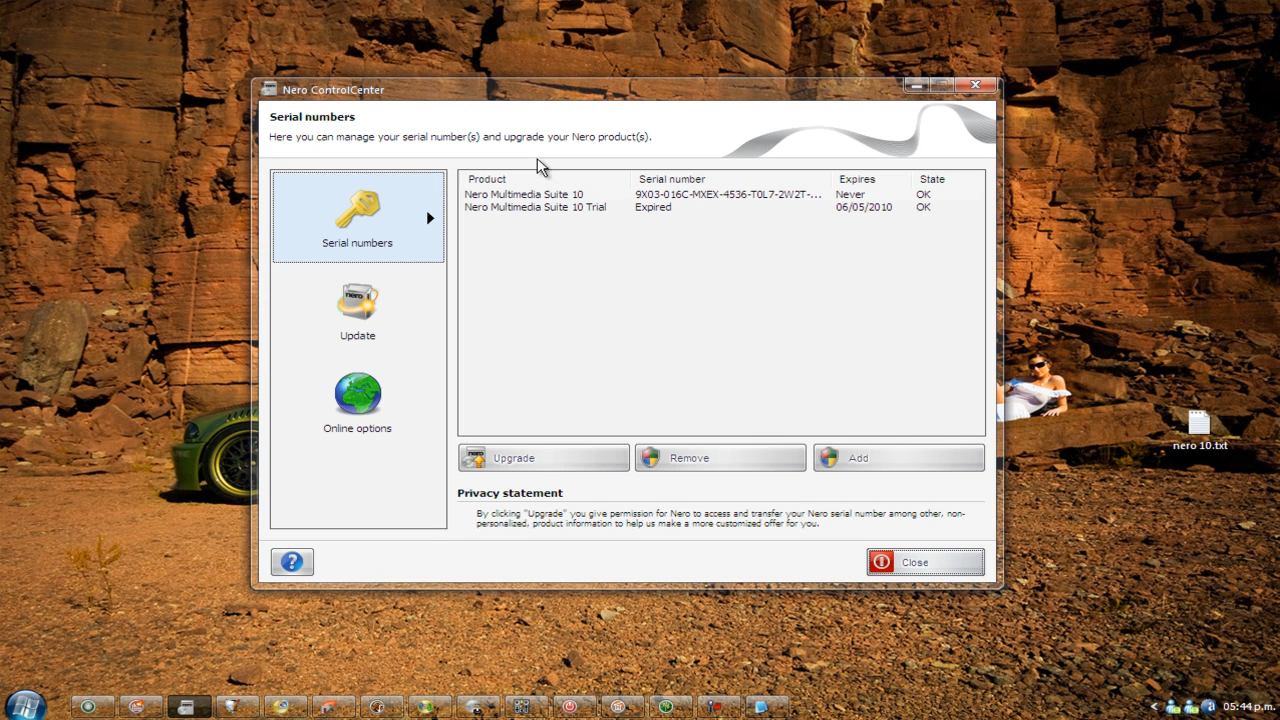 Nero ControlCenter
Serial numbers
Here you can manage your serial number(s) and upgrade your Nero product(s).
Product Serial number Expires State
Nero Multimedia Suite 10 9X03-016C-MXEX-4536-T0L7-2W2T-... Never OK
Nero Multimedia Suite 10 Trial Expired 06/05/2010 OK
Serial numbers
nero
Update
Online options
nero 10.txt
nero Upgrade Remove Add
Privacy statement
By clicking "Upgrade" you give permission for Nero to access and transfer your Nero serial number among other, non-
personalized, product information to help us make a more customized offer for you.
? Close
< a 05:44 p.m.